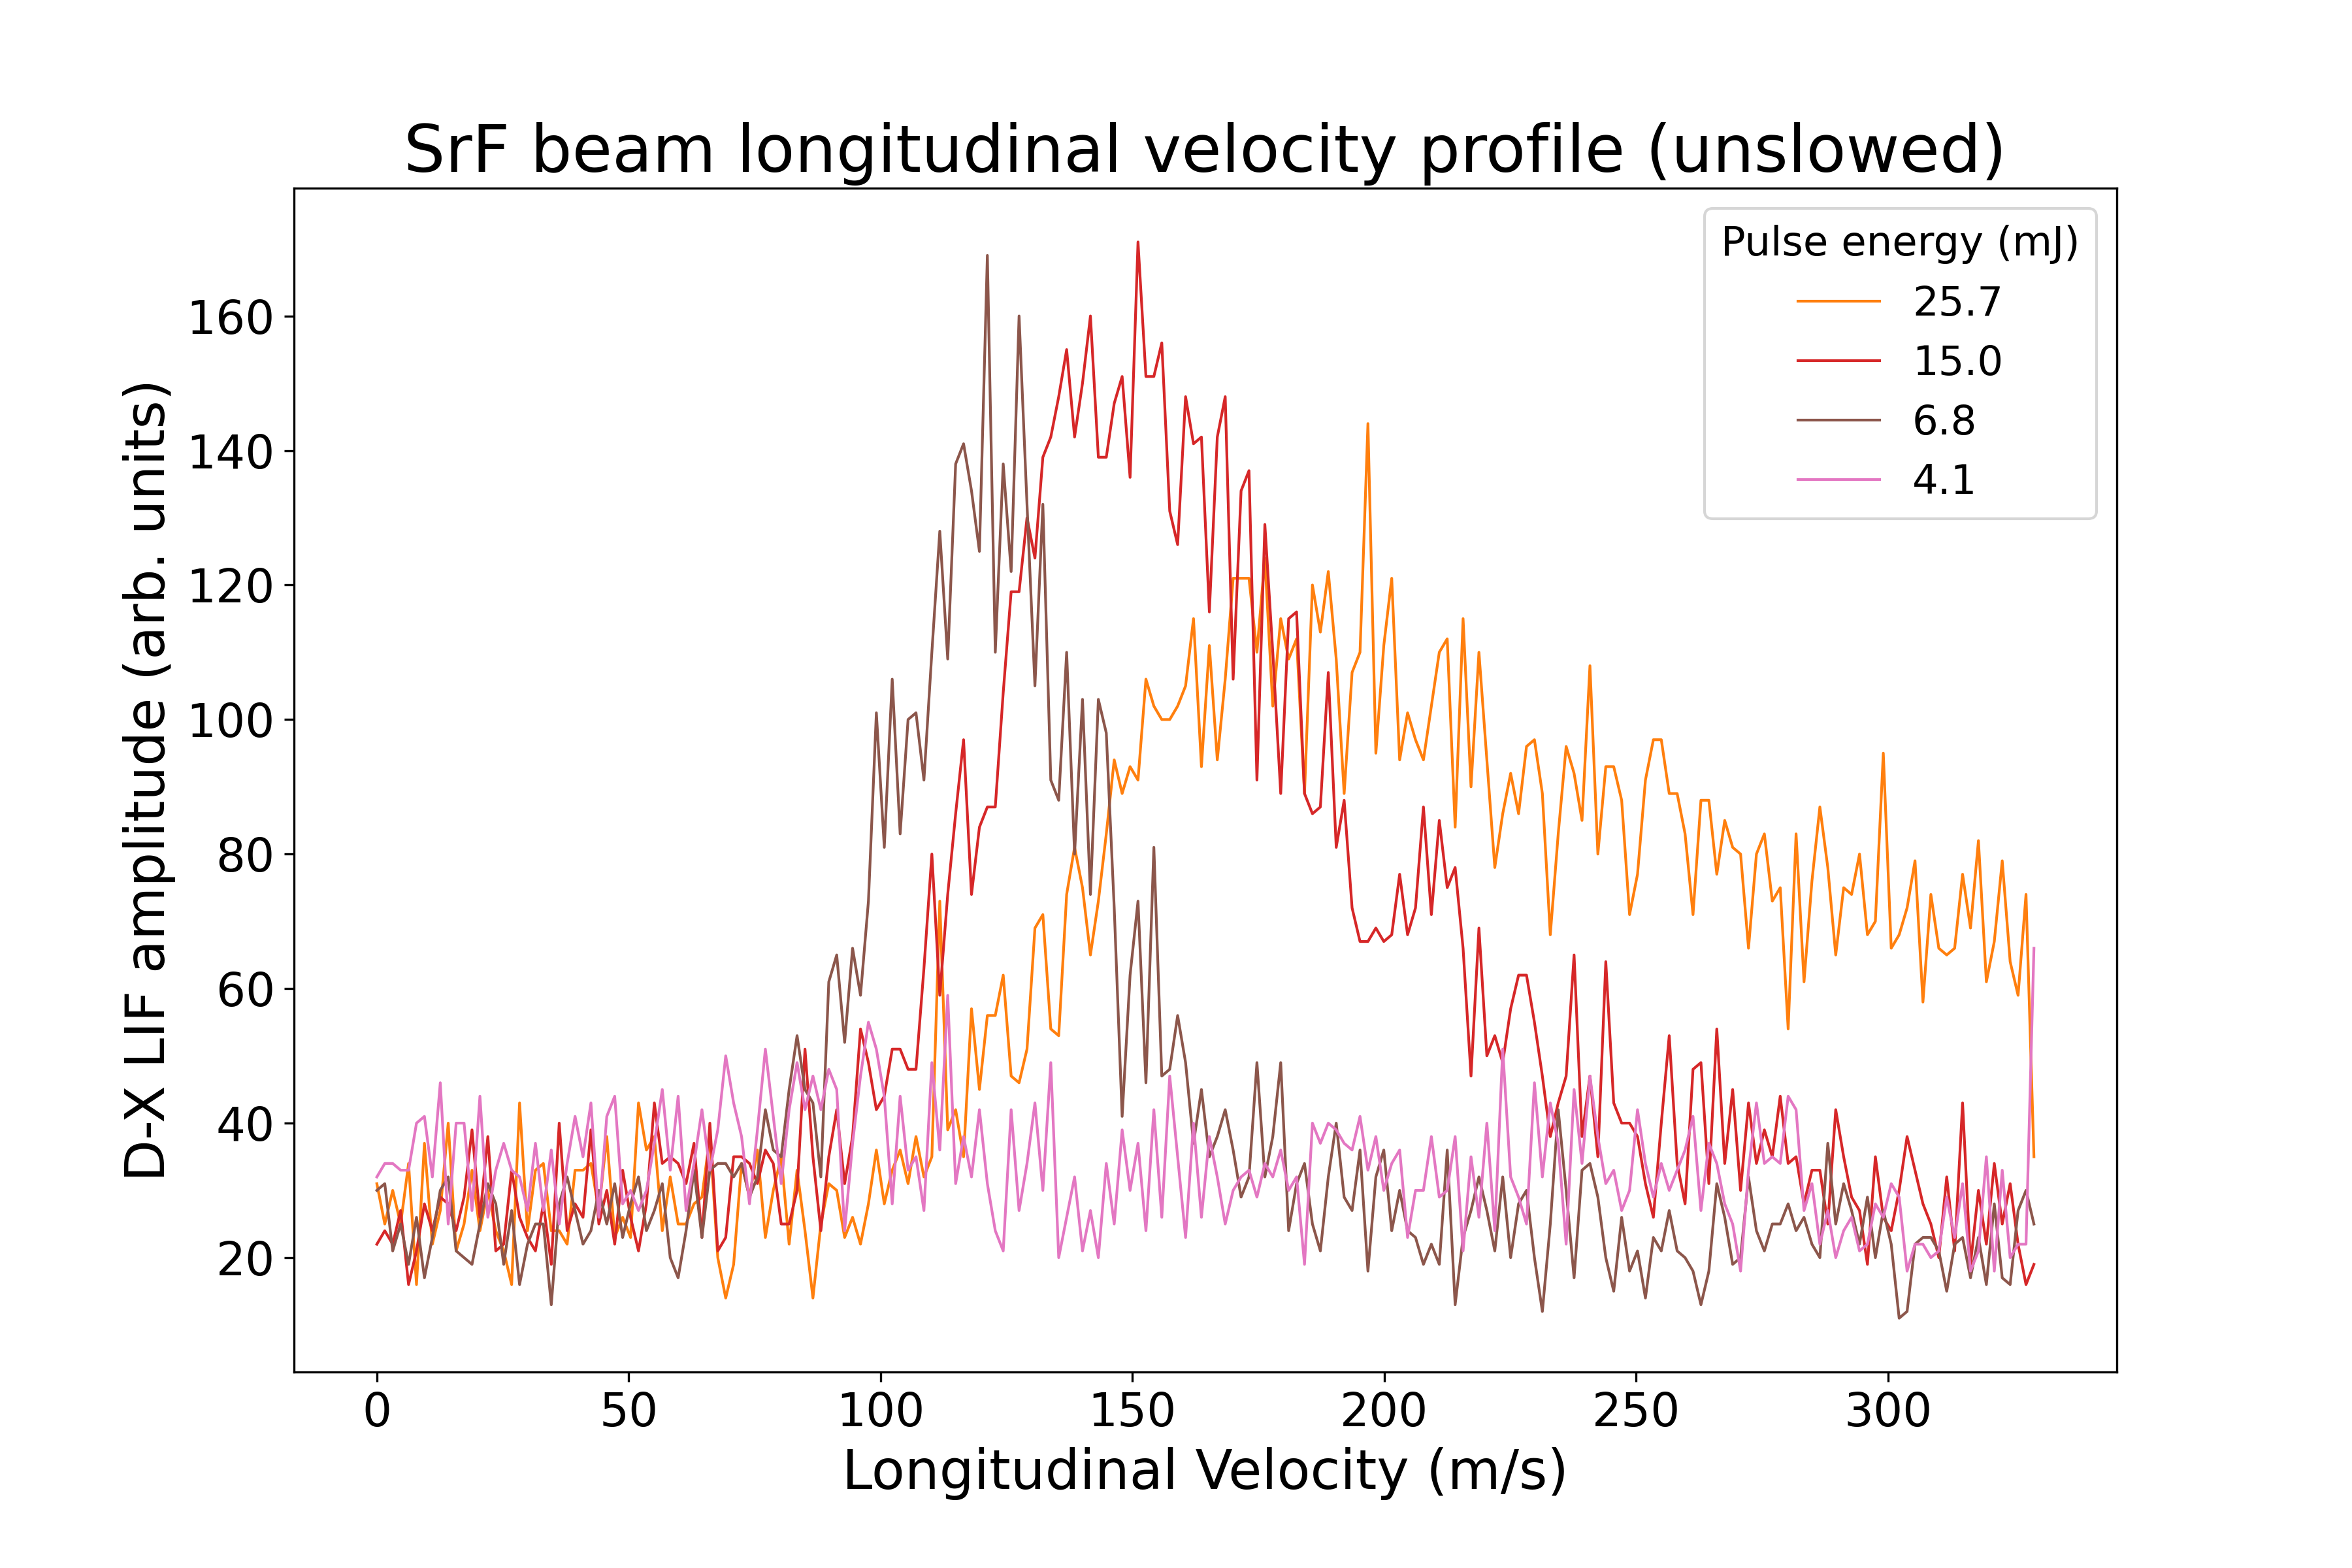 SrF beam longitudinal velocity profile (unslowed)
Pulse energy (mJ)
25.7
15.0
6.8
4.1
D-X LIF amplitude (arb. units)
160
140
120
100
80
60
40
20
0 50 100 150 200 250 300
Longitudinal Velocity (m/s)